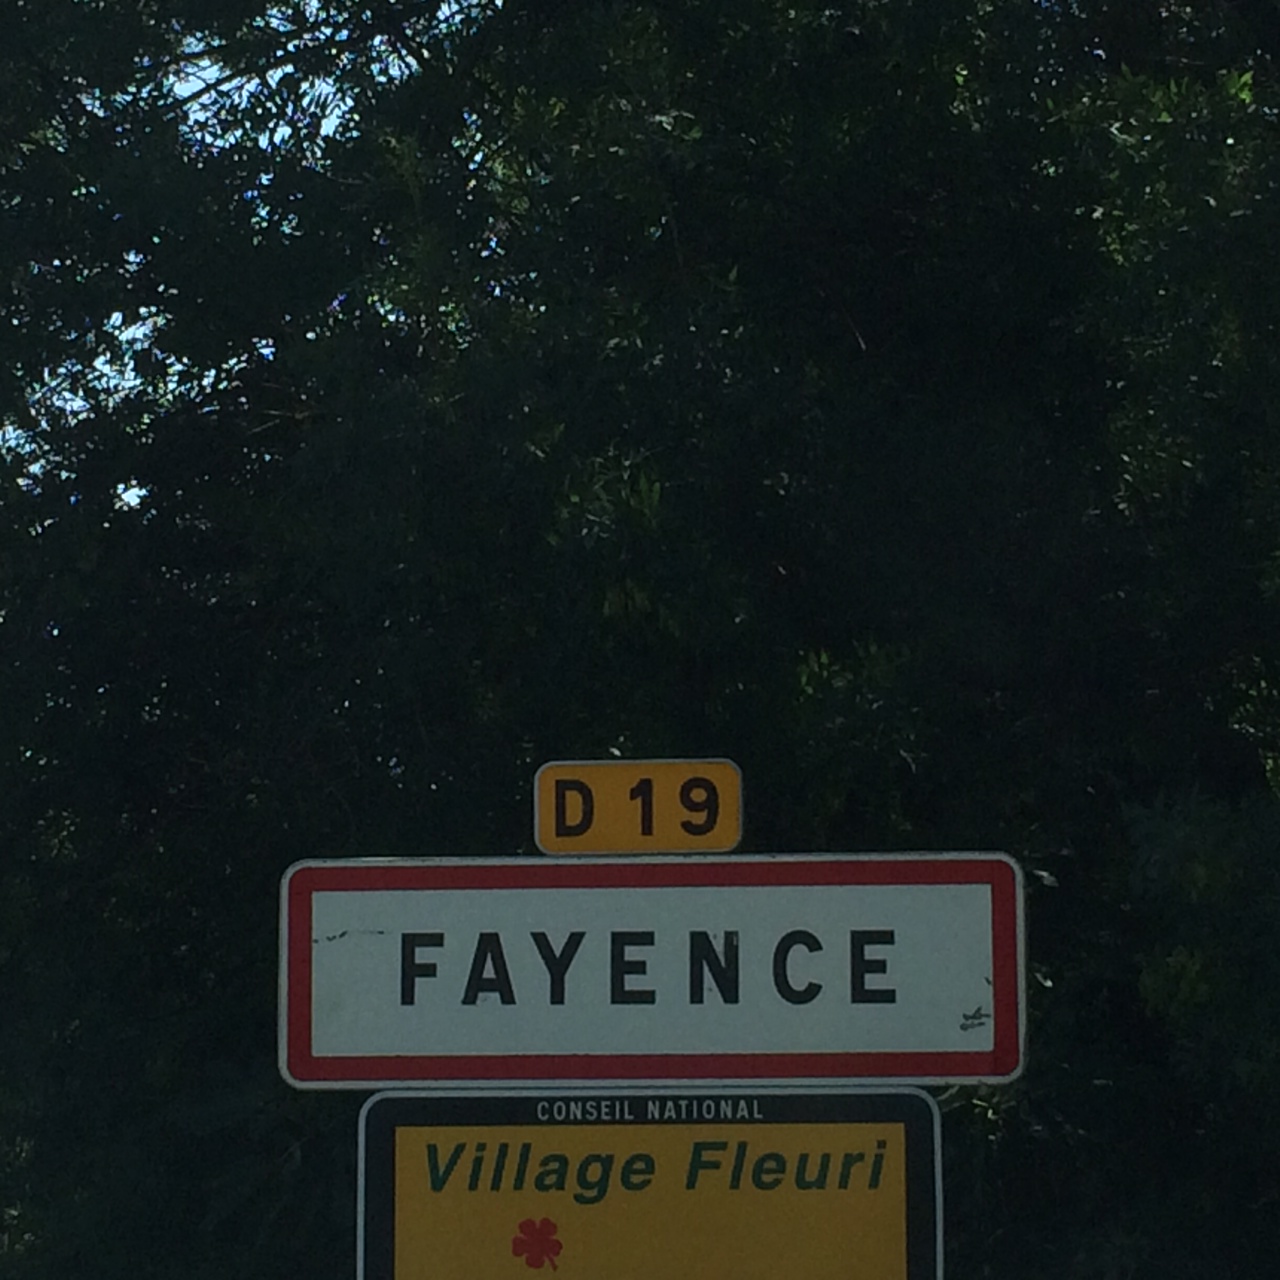 D 19
FAYENCE
CONSEIL NATIONAL
Village Fleuri